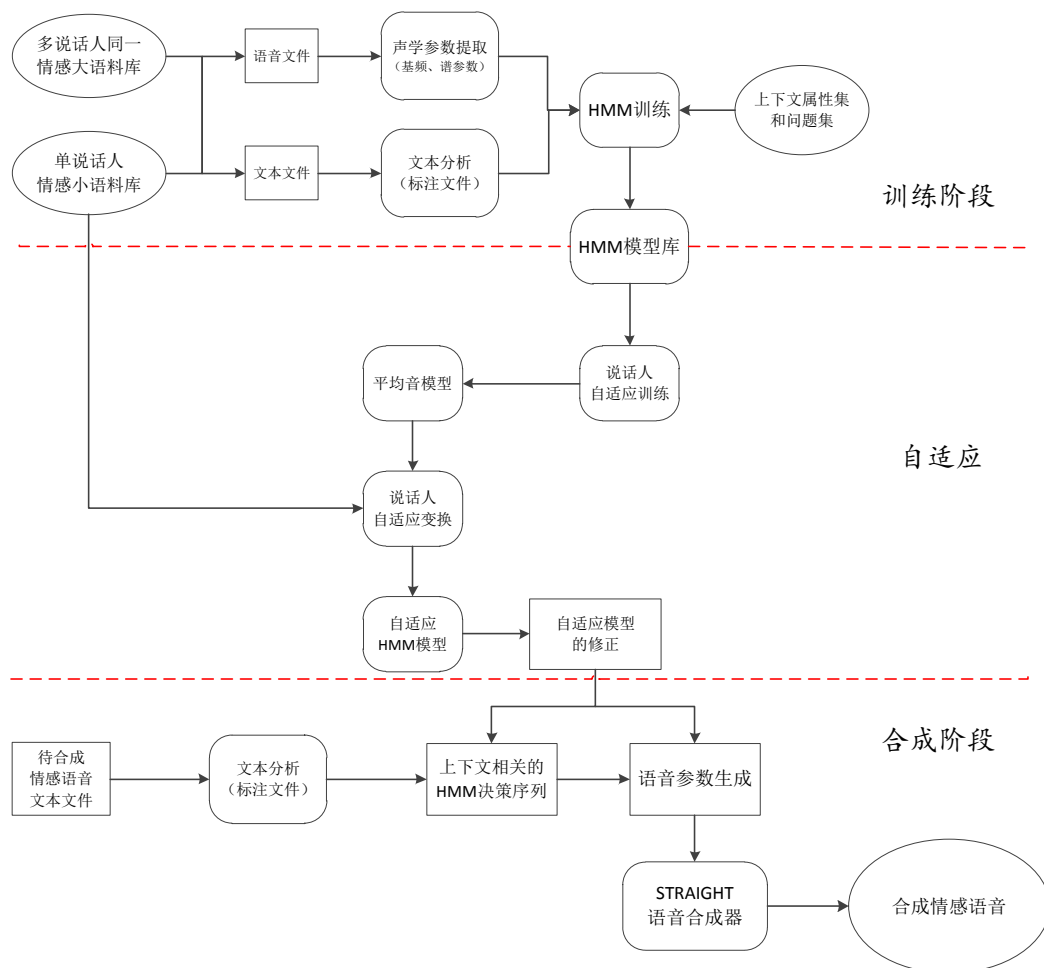 多说话人同一
情感大语料库
语音文件
声学参数提取
（基频、谱参数）
HMM训练
上下文属性集
和问题集
单说话人
情感小语料库
文本文件
文本分析
（标注文件）
训练阶段
HMM模型库
平均音模型
说话人
自适应训练
自适应
说话人
自适应变换
自适应
HMM模型
自适应模型
的修正
合成阶段
待合成
情感语音
文本文件
文本分析
（标注文件）
上下文相关的
HMM决策序列
语音参数生成
STRAIGHT
语音合成器
合成情感语音